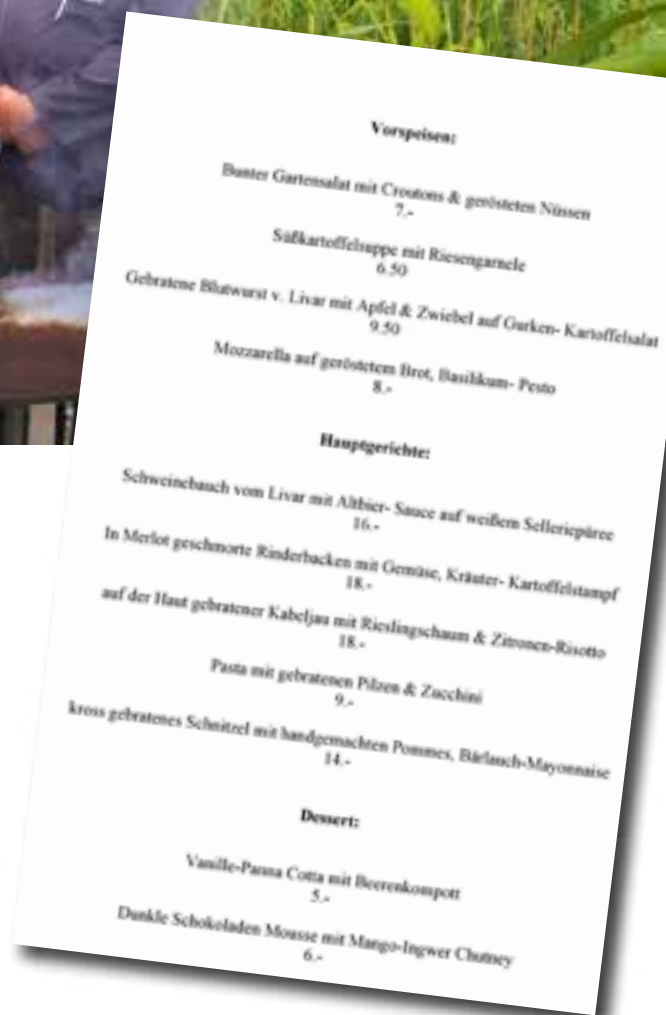 Vorspeisen:
Bunter Gartensalat mit Croutons & gerösteten Nüssen
7.-
Süßkartoffelsuppe mit Riesengarnele
6.50
Gebratene Blutwurst v. Livar mit Apfel & Zwiebel auf Gurken- Kartoffelsalat
9.50
Mozzarella auf geröstetem Brot, Basilikum- Pesto
8.-
Hauptgerichte:
Schweinebauch vom Livar mit Altbier- Sauce auf weißem Selleriepüree
16.-
In Merlot geschmorte Rinderbacken mit Gemüse, Kräuter- Kartoffelstampf
18.-
auf der Haut gebratener Kabeljau mit Rieslingschaum & Zitronen-Risotto
18.-
Pasta mit gebratenen Pilzen & Zucchini
9.-
kross gebratenes Schnitzel mit handgemachten Pommes, Bärlauch-Mayonnaise
14.-
Dessert:
Vanille-Panna Cotta mit Beerenkompott
5.-
Dunkle Schokoladen Mousse mit Mango-Ingwer Chutney
6.-